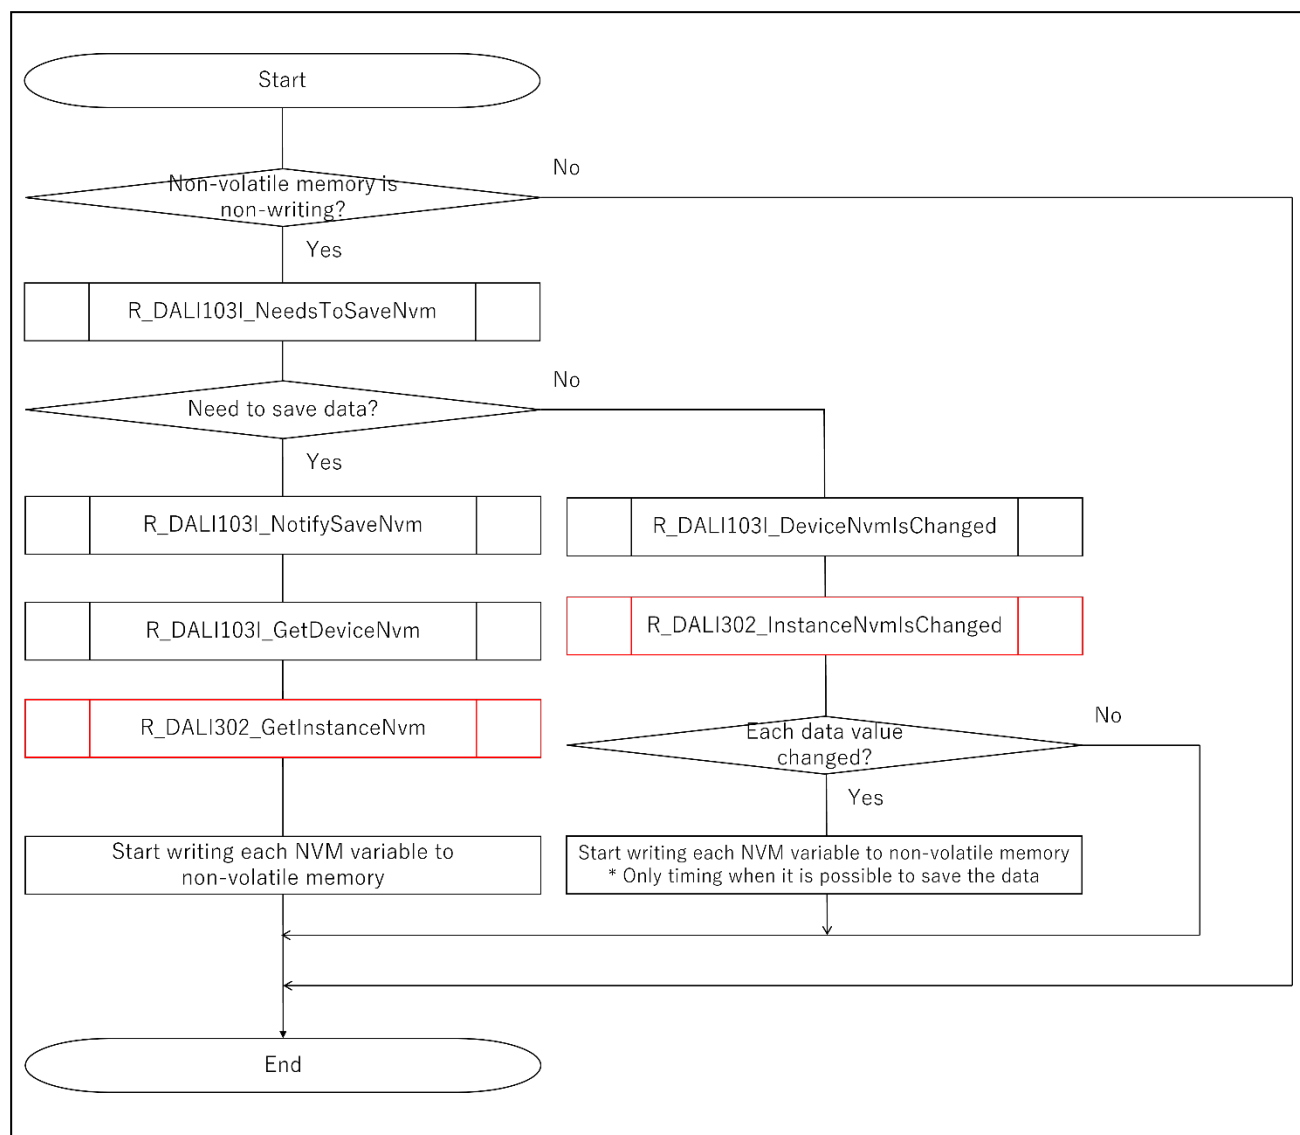 Start
No
Non-volatile memory is
non-writing?
Yes
R_DALI103I_NeedsToSaveNvm
No
Need to save data?
Yes
R_DALI103I_NotifySaveNvm
R_DALI103I_DeviceNvmIsChanged
R_DALI103I_GetDeviceNvm
R_DALI302_InstanceNvmIsChanged
R_DALI302_GetInstanceNvm
No
Each data value
changed?
Yes
Start writing each NVM variable to
non-volatile memory
Start writing each NVM variable to non-volatile memory
* Only timing when it is possible to save the data
End